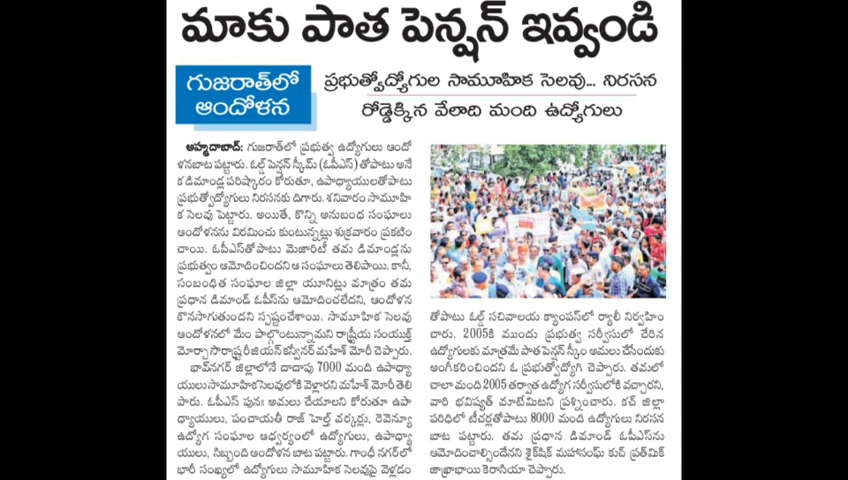 మాకు పాత పెన్షన్ ఇవ్వండి
గుజరాత్‌లో
ఆందోళన
ప్రభుత్వోద్యోగుల సామూహిక సెలవు... నిరసన
రోడ్డెక్కిన వేలాది మంది ఉద్యోగులు
అహ్మదాబాద్: గుజరాత్‌లో ప్రభుత్వ ఉద్యోగులు ఆందో
ళనబాట పట్టారు. ఓల్డ్ పెన్షన్ స్కీమ్ (ఓపీఎస్) తోపాటు అనే
క డిమాండ్ల పరిష్కారం కోరుతూ, ఉపాధ్యాయులతోపాటు
ప్రభుత్వోద్యోగులు నిరసనకు దిగారు. శనివారం సామూహి
క సెలవు పెట్టారు. అయితే, కొన్ని అనుబంధ సంఘాలు
ఆందోళనను విరమించు కుంటున్నట్లు శుక్రవారం ప్రకటిం
చాయి. ఓపీఎస్‌తోపాటు మెజారిటీ తమ డిమాండ్లను
ప్రభుత్వం ఆమోదించిందని ఆ సంఘాలు తెలిపాయి. కానీ,
సంబంధిత సంఘాల జిల్లా యూనిట్లు మాత్రం తమ
ప్రధాన డిమాండ్ ఓపీస్‌ను ఆమోదించలేదని, ఆందోళన
కొనసాగుతుందని స్పష్టంచేశాయి. సామూహిక సెలవు
ఆందోళనలో మేం పాల్గొంటున్నామని రాష్ట్రీయ సంయుక్త్
మోర్చా సౌరాష్ట్ర రీజియన్ కన్వీనర్ మహేశ్ మోరీ చెప్పారు.
భావ్‌నగర్ జిల్లాలోనే దాదాపు 7000 మంది ఉపాధ్యా
యులు సామూహిక సెలవులోకి వెళ్లారని మహేశ్ మోరీ తెలి
పారు. ఓపీఎస్ పునః అమలు చేయాలని కోరుతూ ఉపా
ధ్యాయులు, పంచాయతీ రాజ్ హెల్త్ వర్కర్లు, రెవెన్యూ
ఉద్యోగ సంఘాల ఆధ్వర్యంలో ఉద్యోగులు, ఉపాధ్యా
యులు, సిబ్బంది ఆందోళన బాట పట్టారు. గాంధీ నగర్‌లో
భారీ సంఖ్యలో ఉద్యోగులు సామూహిక సెలవుపై వెళ్లడం
తోపాటు ఓల్డ్ సచివాలయ క్యాంపస్‌లో ర్యాలీ నిర్వహిం
చారు. 2005కి ముందు ప్రభుత్వ సర్వీసులో చేరిన
ఉద్యోగులకు మాత్రమే పాత పెన్షన్ స్కీం అమలు చేసేందుకు
అంగీకరించిందని ఓ ప్రభుత్వోద్యోగి చెప్పారు. తమలో
చాలా మంది 2005 తర్వాత ఉద్యోగ సర్వీసులోకి వచ్చారని,
వారి భవిష్యత్ మాటేమిటని ప్రశ్నించారు. కచ్ జిల్లా
పరిధిలో టీచర్లతోపాటు 8000 మంది ఉద్యోగులు నిరసన
బాట పట్టారు. తమ ప్రధాన డిమాండ్ ఓపీఎస్‌ను
ఆమోదించాల్సిందేనని శైక్‌షిక్ మహాసంఘ్ కచ్ ప్రత్‌మిక్
జూభాభాయి కెరాసియా చెప్పారు.